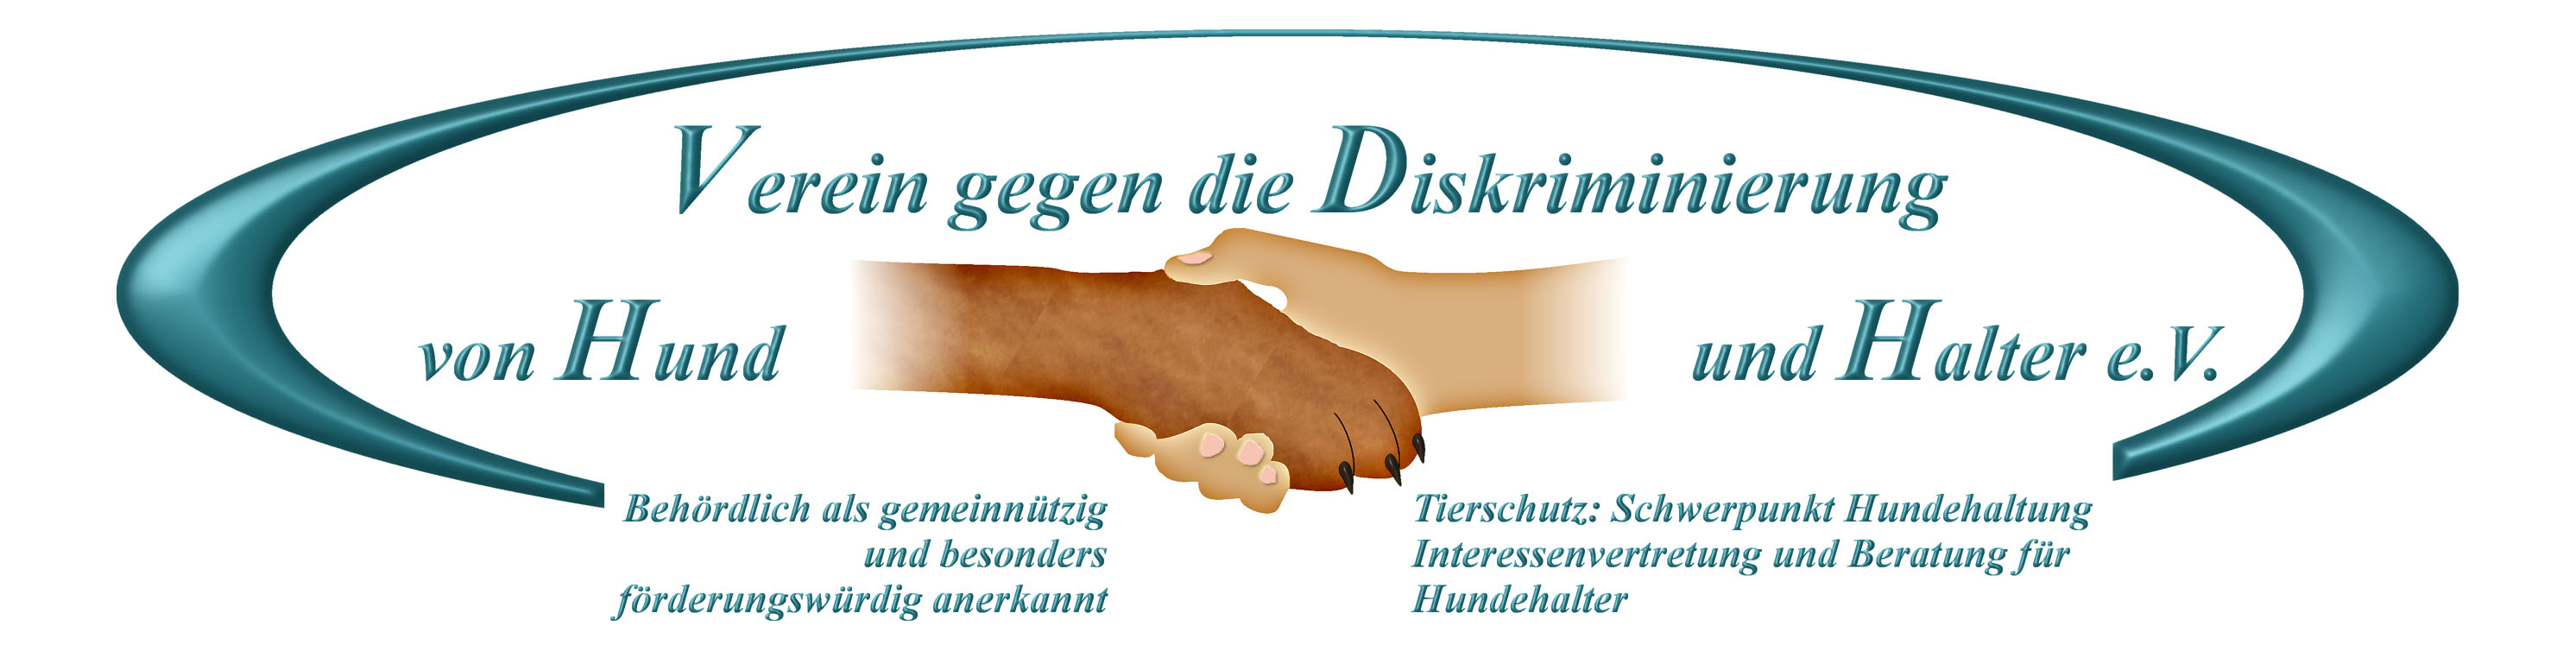 Verein gegen die Diskriminierung
von Hund und Halter e.V.
Behördlich als gemeinnützig
und besonders
förderungswürdig anerkannt
Tierschutz: Schwerpunkt Hundehaltung
Interessenvertretung und Beratung für
Hundehalter